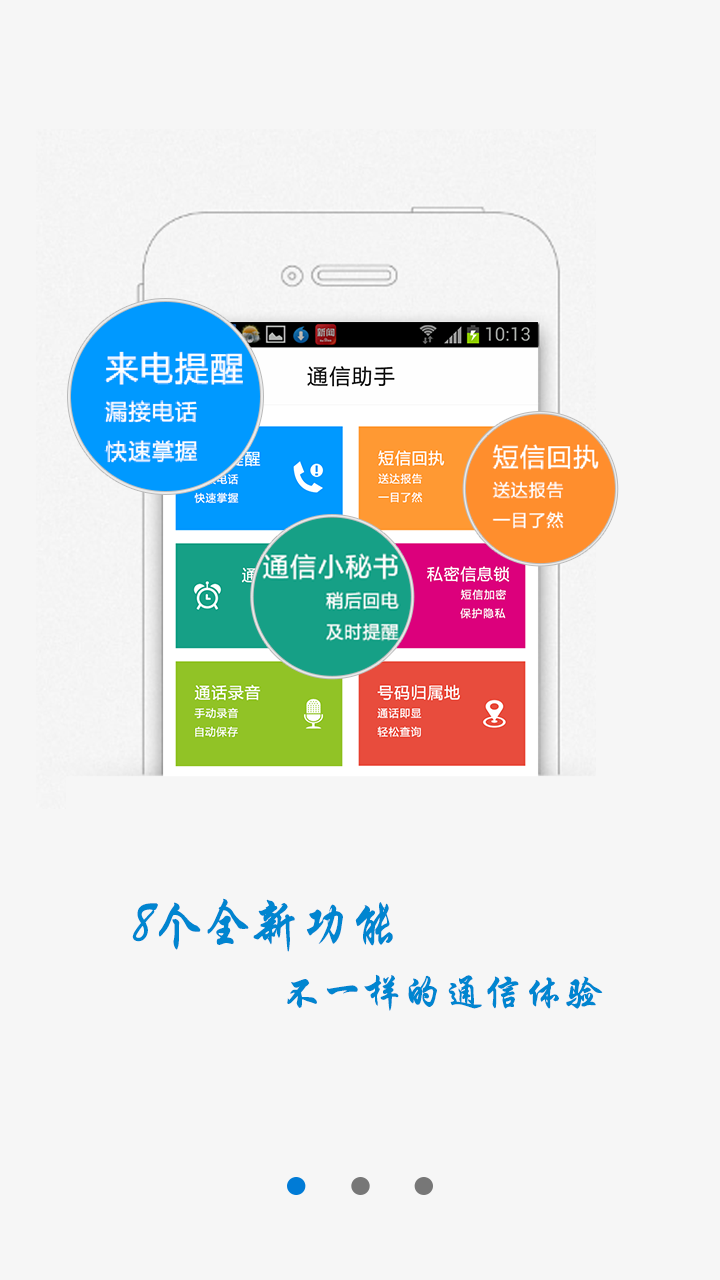 新闻
10:13
通信助手
来电提醒
漏接电话
快速掌握
醒
电话
快速掌握
短信回执
送达报告
一目了然
短信回执
送达报告
一目了然
通
通信小秘书
稍后回电
及时提醒
私密信息锁
短信加密
保护隐私
通话录音
手动录音
自动保存
号码归属地
通话即显
轻松查询
8个全新功能
不一样的通信体验